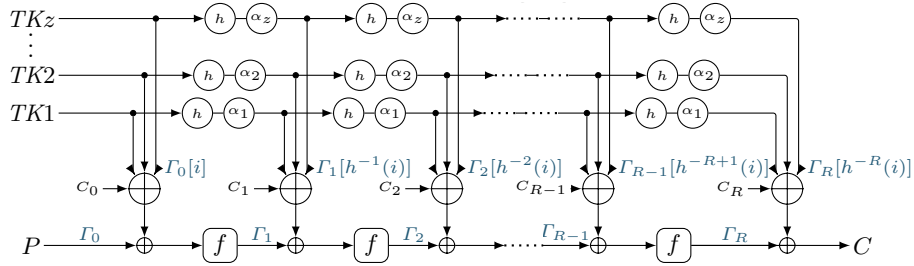 TKz h α_z h α_z h α_z
TK2 h α_2 h α_2 h α_2
TK1 h α_1 h α_1 h α_1
Γ_0[i] Γ_1[h^{-1}(i)] Γ_2[h^{-2}(i)] Γ_{R-1}[h^{-R+1}(i)] Γ_R[h^{-R}(i)]
C_0 C_1 C_2 C_{R-1} C_R
P Γ_0 f Γ_1 f Γ_2 Γ_{R-1} f Γ_R C